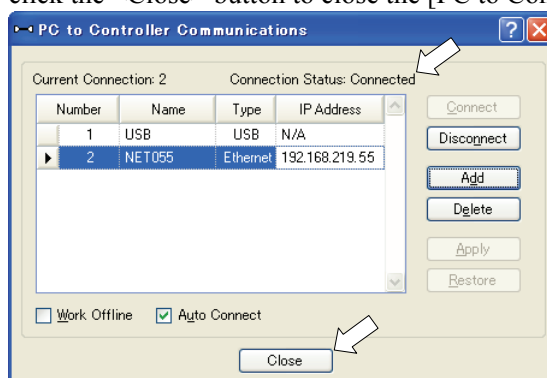 click the "Close" button to close the [PC to Con
PC to Controller Communications
Current Connection: 2 Connection Status: Connected
Number Name Type IP Address
1 USB USB N/A
2 NET055 Ethernet 192.168.219.55
Connect
Disconnect
Add
Delete
Apply
Restore
Work Offline Auto Connect
Close